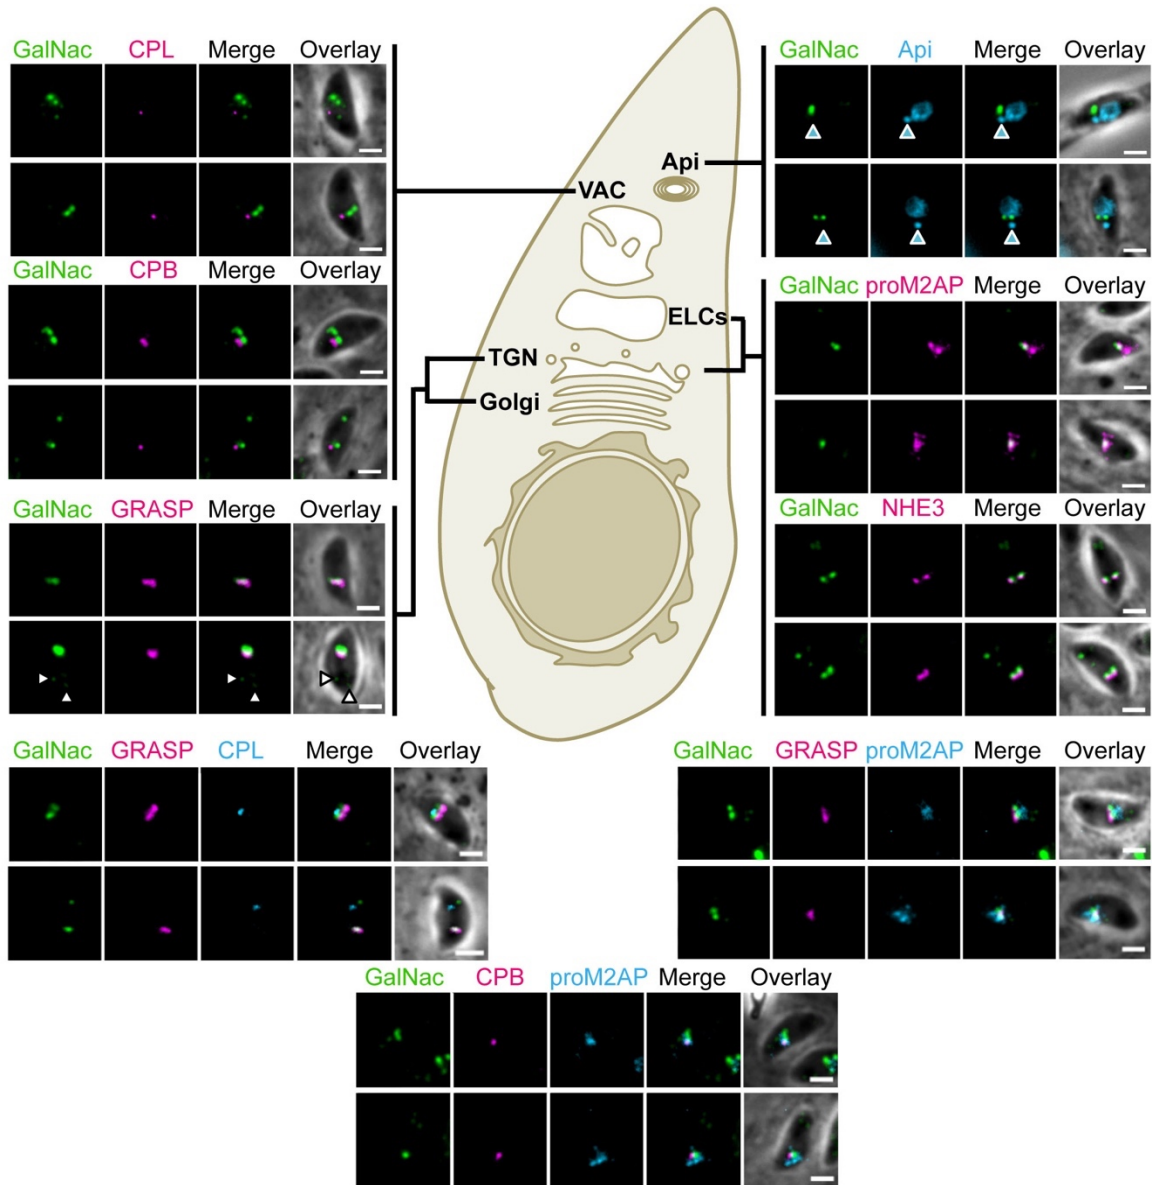 GalNac CPL Merge Overlay
GalNac CPB Merge Overlay
GalNac GRASP Merge Overlay
Api
VAC
ELCs
TGN
Golgi
GalNac Api Merge Overlay
GalNac proM2AP Merge Overlay
GalNac NHE3 Merge Overlay
GalNac GRASP CPL Merge Overlay
GalNac GRASP proM2AP Merge Overlay
GalNac CPB proM2AP Merge Overlay